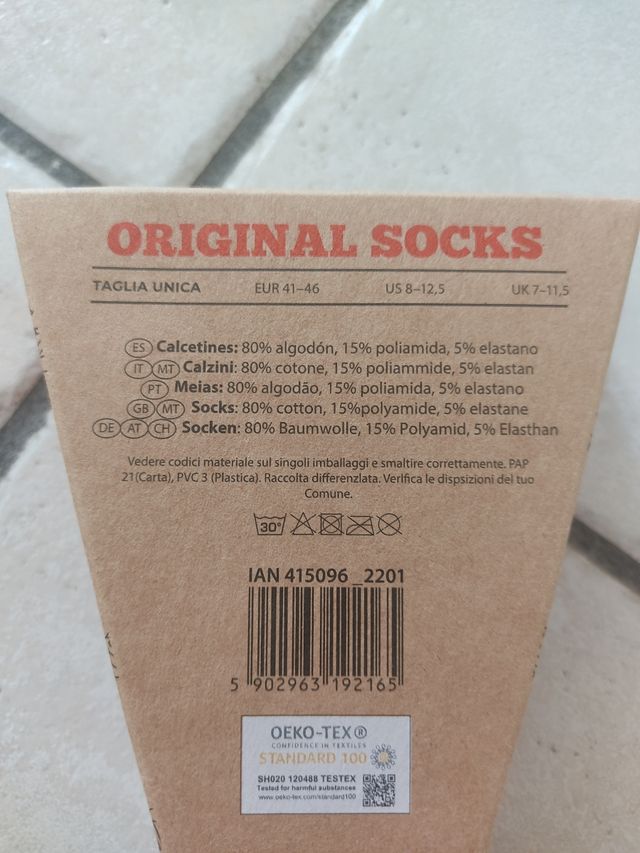 ORIGINAL SOCKS
TAGLIA UNICA EUR 41–46 US 8–12,5 UK 7–11,5
ES Calcetines: 80% algodón, 15% poliamida, 5% elastano
IT MT Calzini: 80% cotone, 15% poliammide, 5% elastan
PT Meias: 80% algodão, 15% poliamida, 5% elastano
GB MT Socks: 80% cotton, 15%polyamide, 5% elastane
DE AT CH Socken: 80% Baumwolle, 15% Polyamid, 5% Elasthan
Vedere codici materiale sul singoli imballaggi e smaltire correttamente. PAP
21(Carta), PVC 3 (Plastica). Raccolta differenzlata. Verifica le dispsizioni del tuo
Comune.
30°
IAN 415096 _2201
5 902963 192165
OEKO-TEX ®
CONFIDENCE IN TEXTILES
STANDARD 100
SH020 120488 TESTEX
Tested for harmful substances
www.oeko-tex.com/standard100